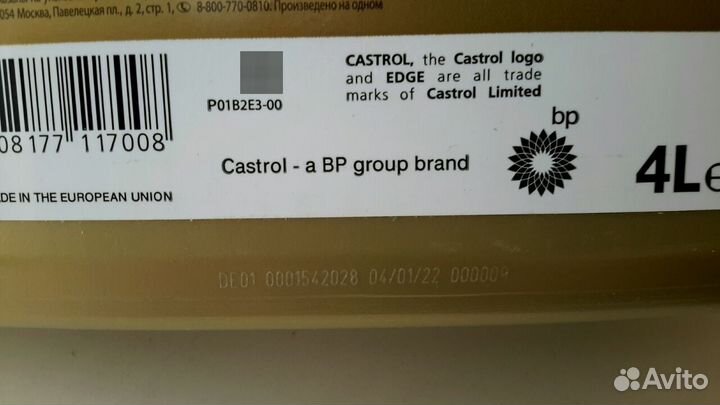 054 Москва, Павелецкая пл., д. 2, стр. 1, 8-800-770-0810. Произведено на одном
CASTROL, the Castrol logo
and EDGE are all trade
marks of Castrol Limited
P01B2E3-00
bp
08177 117008
Castrol - a BP group brand
4L
DE IN THE EUROPEAN UNION
DE01 0001542028 04/01/22 000009
Avito